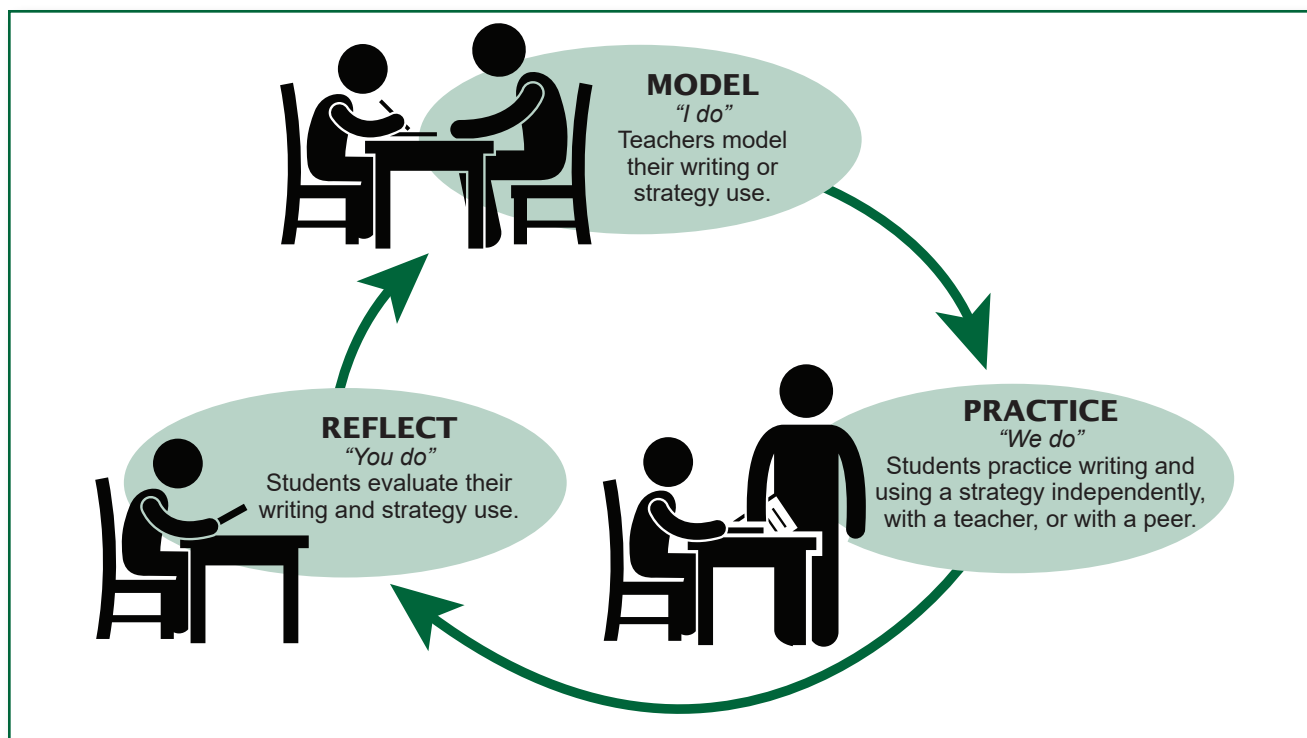 MODEL
“I do”
Teachers model
their writing or
strategy use.
PRACTICE
“We do”
Students practice writing and
using a strategy independently,
with a teacher, or with a peer.
REFLECT
“You do”
Students evaluate their
writing and strategy use.